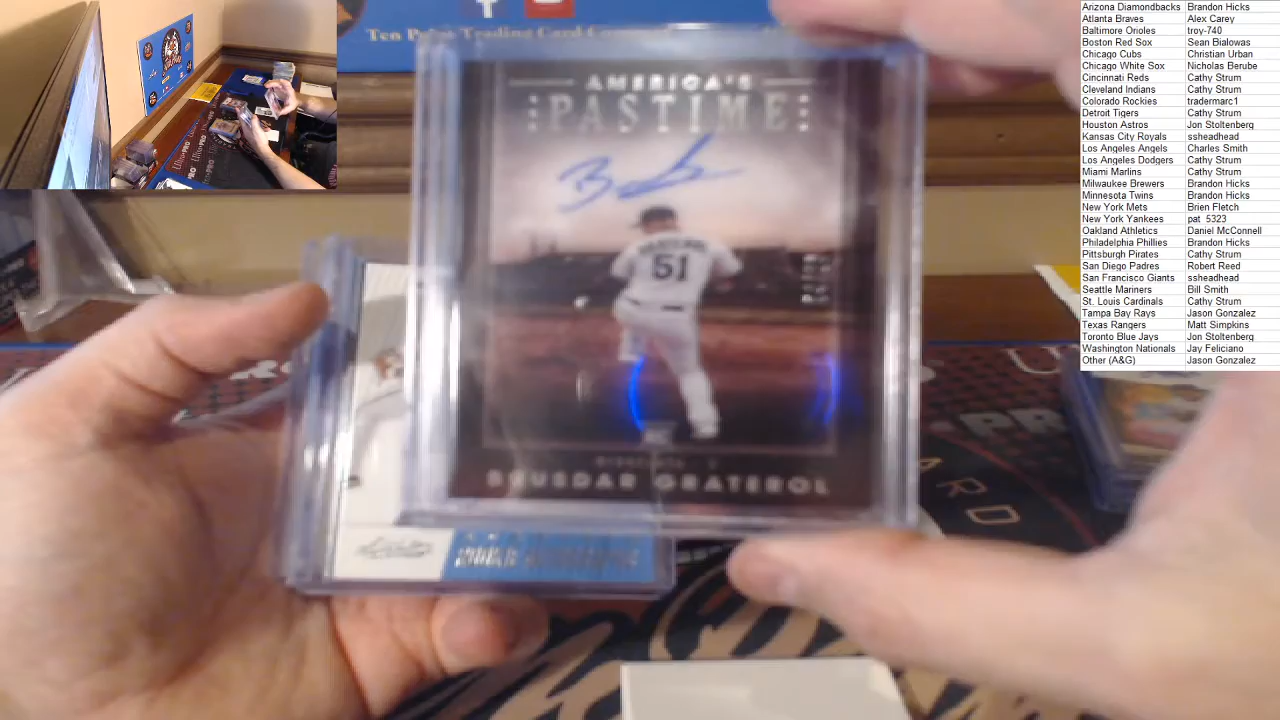 Ten Point Trading Card Company
AMERICA'S
PASTIME
51
BRUSDAR GRATEROL
ULTRA PRO
Arizona Diamondbacks Brandon Hicks
Atlanta Braves Alex Carey
Baltimore Orioles troy-740
Boston Red Sox Sean Bialowas
Chicago Cubs Christian Urban
Chicago White Sox Nicholas Berube
Cincinnati Reds Cathy Strum
Cleveland Indians Cathy Strum
Colorado Rockies tradermarc1
Detroit Tigers Cathy Strum
Houston Astros Jon Stoltenberg
Kansas City Royals ssheadhead
Los Angeles Angels Charles Smith
Los Angeles Dodgers Cathy Strum
Miami Marlins Cathy Strum
Milwaukee Brewers Brandon Hicks
Minnesota Twins Brandon Hicks
New York Mets Brien Fletch
New York Yankees pat_5323
Oakland Athletics Daniel McConnell
Philadelphia Phillies Brandon Hicks
Pittsburgh Pirates Cathy Strum
San Diego Padres Robert Reed
San Francisco Giants ssheadhead
Seattle Mariners Bill Smith
St. Louis Cardinals Cathy Strum
Tampa Bay Rays Jason Gonzalez
Texas Rangers Matt Simpkins
Toronto Blue Jays Jon Stoltenberg
Washington Nationals Jay Feliciano
Other (A&G) Jason Gonzalez